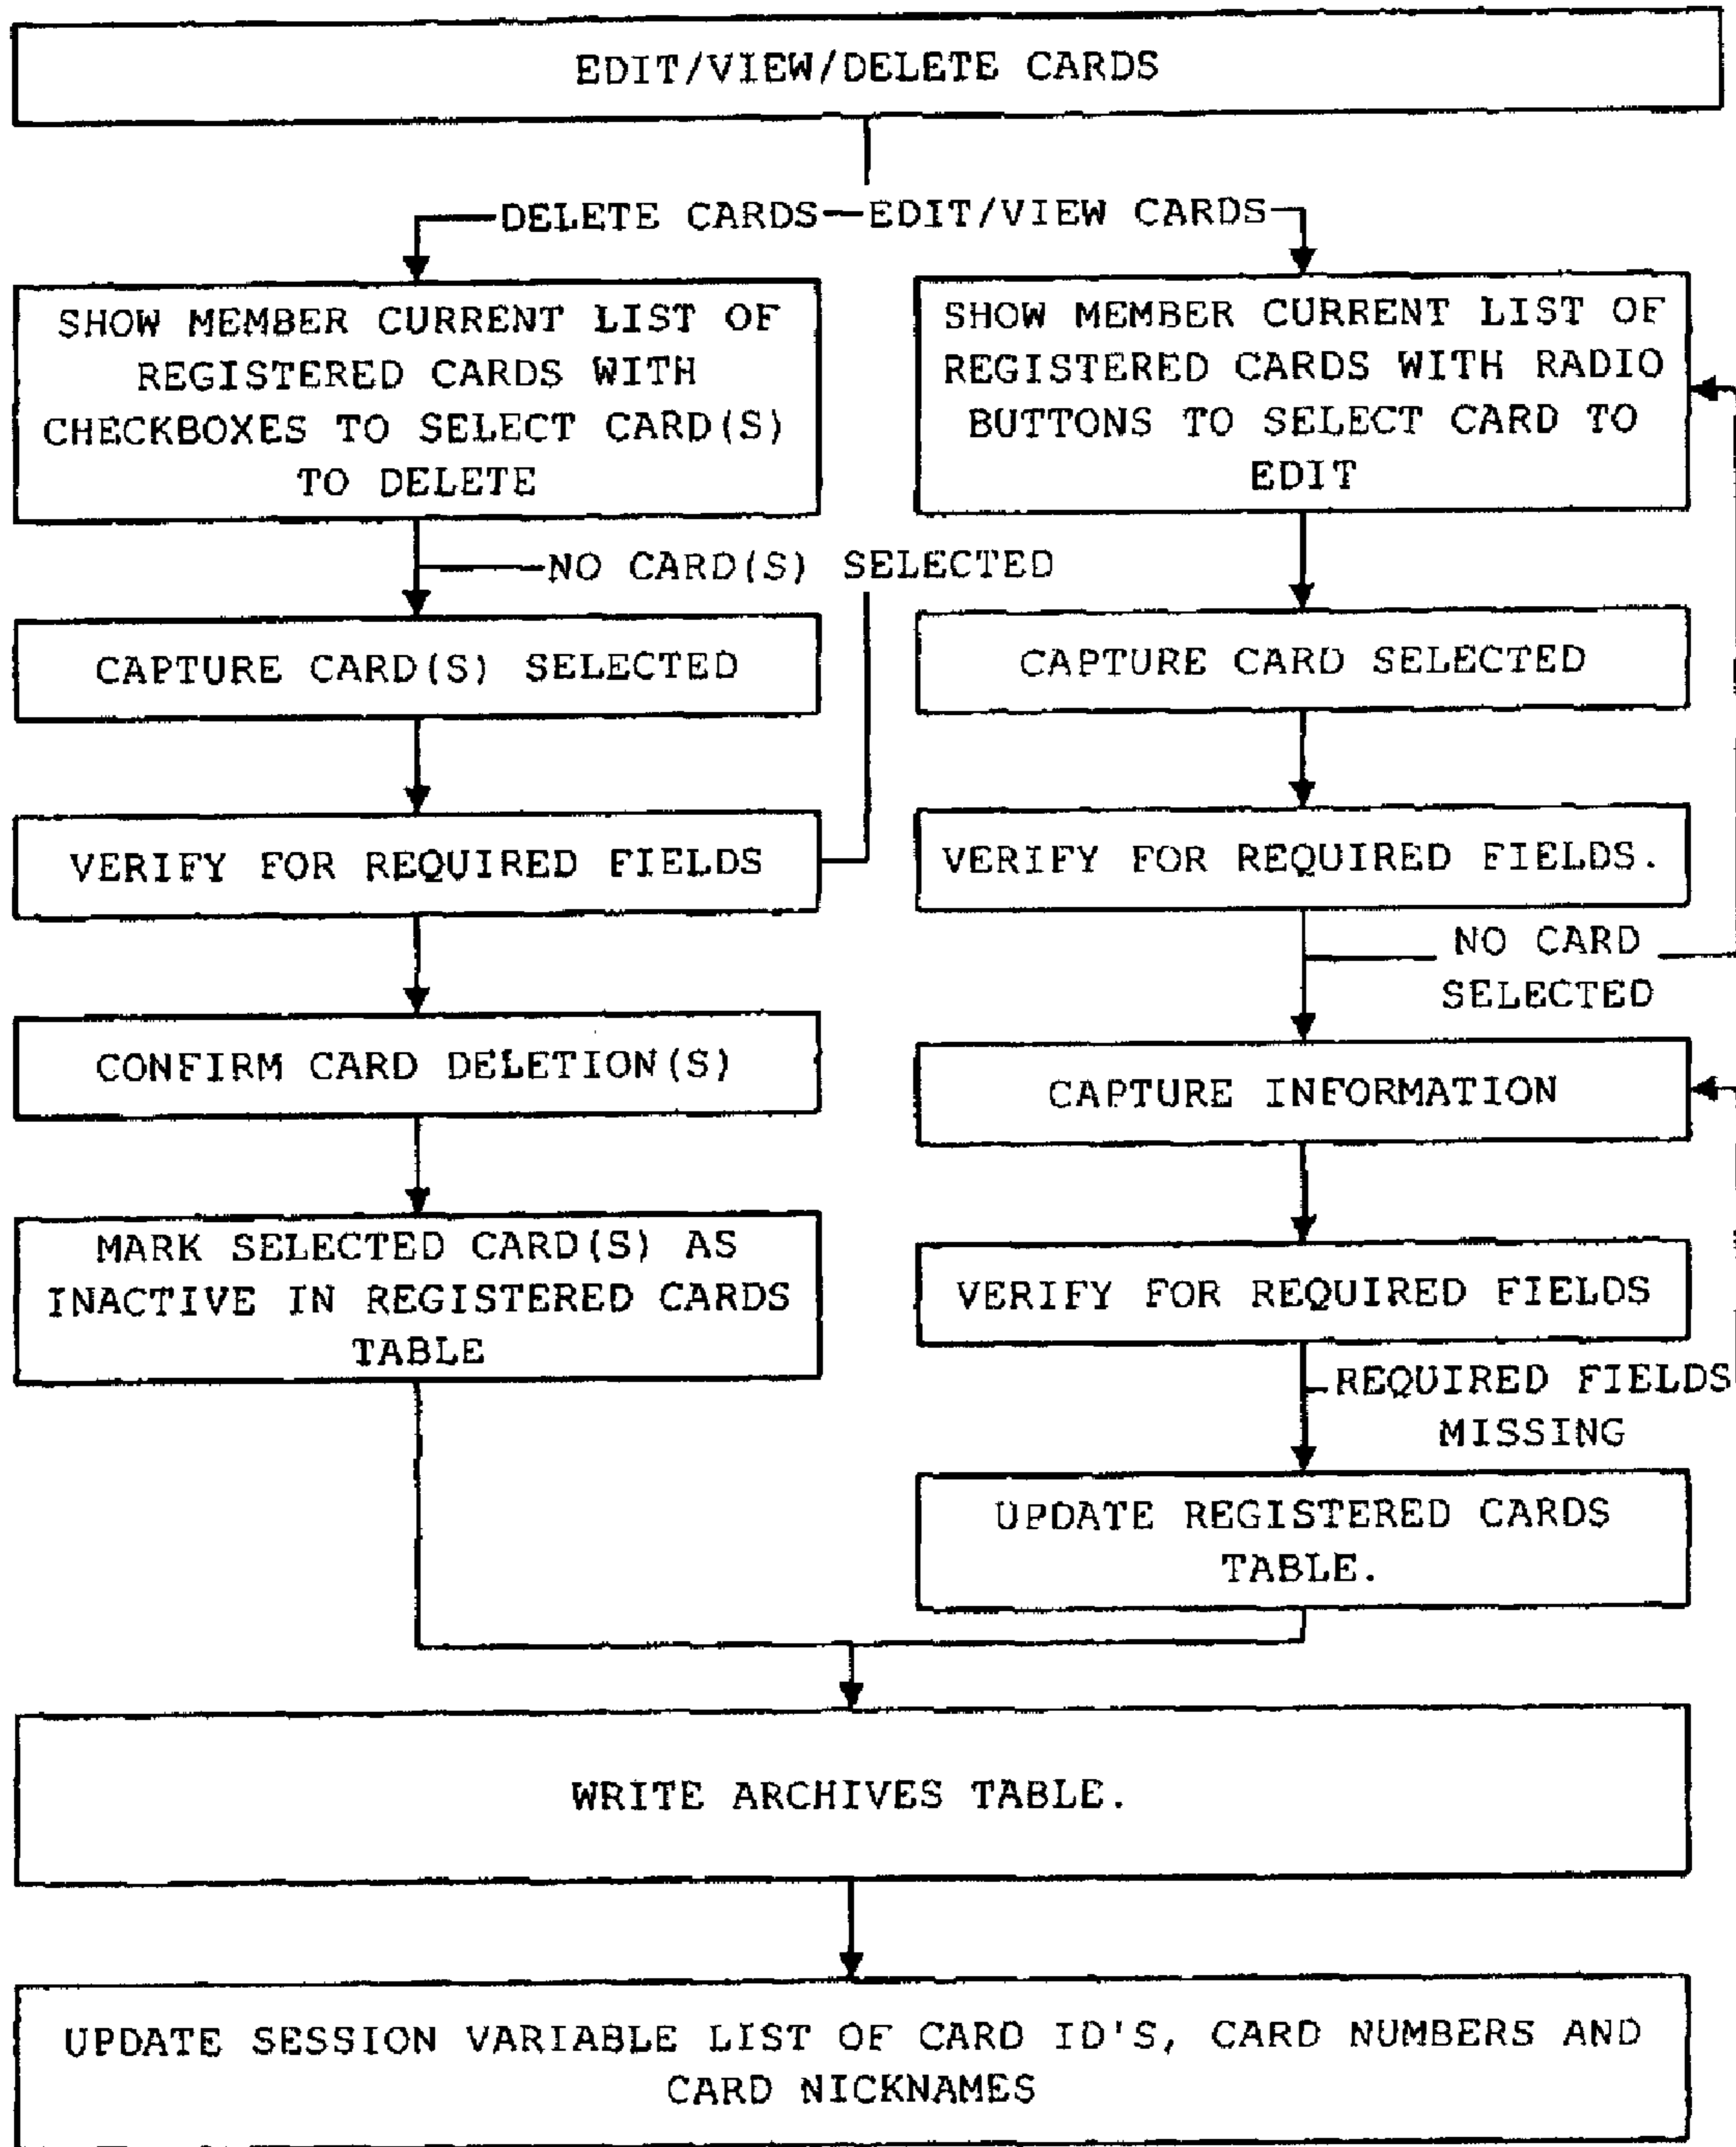 EDIT/VIEW/DELETE CARDS
DELETE CARDS
EDIT/VIEW CARDS
SHOW MEMBER CURRENT LIST OF
REGISTERED CARDS WITH
CHECKBOXES TO SELECT CARD(S)
TO DELETE
NO CARD(S) SELECTED
CAPTURE CARD(S) SELECTED
VERIFY FOR REQUIRED FIELDS
CONFIRM CARD DELETION(S)
MARK SELECTED CARD(S) AS
INACTIVE IN REGISTERED CARDS
TABLE
SHOW MEMBER CURRENT LIST OF
REGISTERED CARDS WITH RADIO
BUTTONS TO SELECT CARD TO
EDIT
CAPTURE CARD SELECTED
VERIFY FOR REQUIRED FIELDS.
NO CARD
SELECTED
CAPTURE INFORMATION
VERIFY FOR REQUIRED FIELDS
REQUIRED FIELDS
MISSING
UPDATE REGISTERED CARDS
TABLE.
WRITE ARCHIVES TABLE.
UPDATE SESSION VARIABLE LIST OF CARD ID'S, CARD NUMBERS AND
CARD NICKNAMES